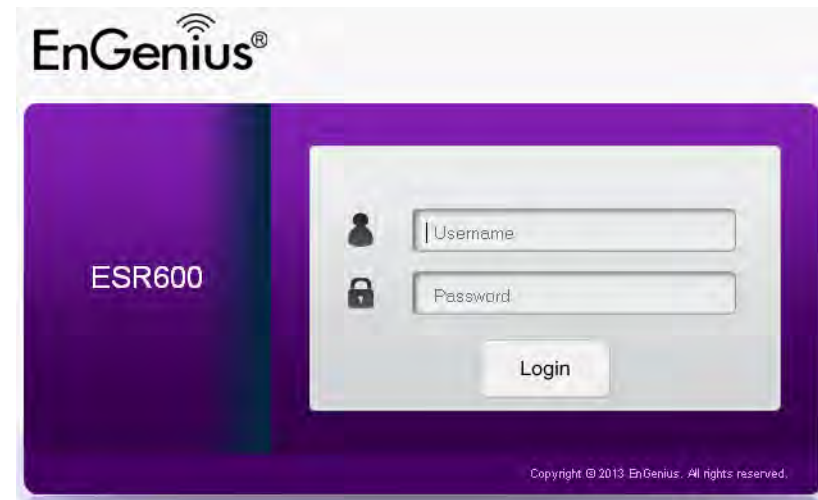 EnGenius®
ESR600
Username
Password
Login
Copyright © 2013 EnGenius. All rights reserved.